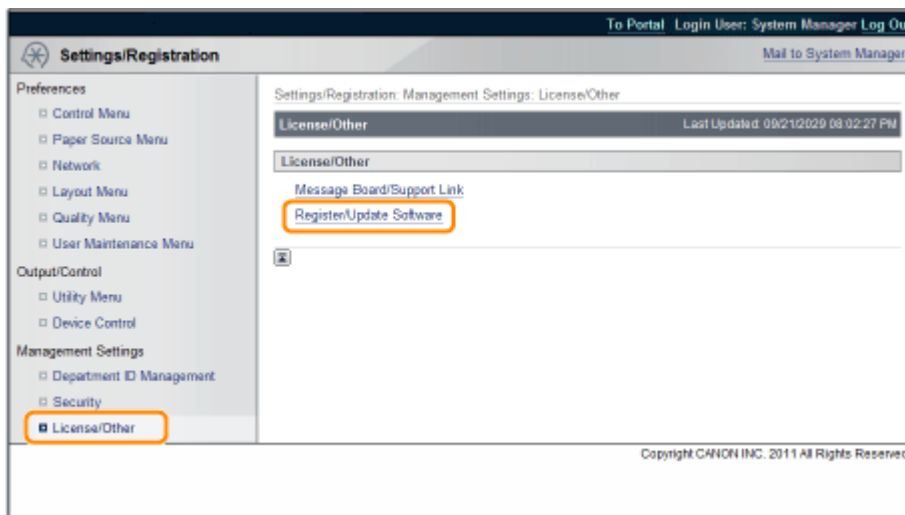 To Portal Login User: System Manager Log Ou
Settings/Registration
Mail to System Manager
Preferences
Control Menu
Paper Source Menu
Network
Layout Menu
Quality Menu
User Maintenance Menu
Output/Control
Utility Menu
Device Control
Management Settings
Department ID Management
Security
License/Other
Settings/Registration: Management Settings: License/Other
License/Other
Last Updated: 09/21/2029 08:02:27 PM
License/Other
Message Board/Support Link
Register/Update Software
Copyright CANON INC. 2011 All Rights Reserved